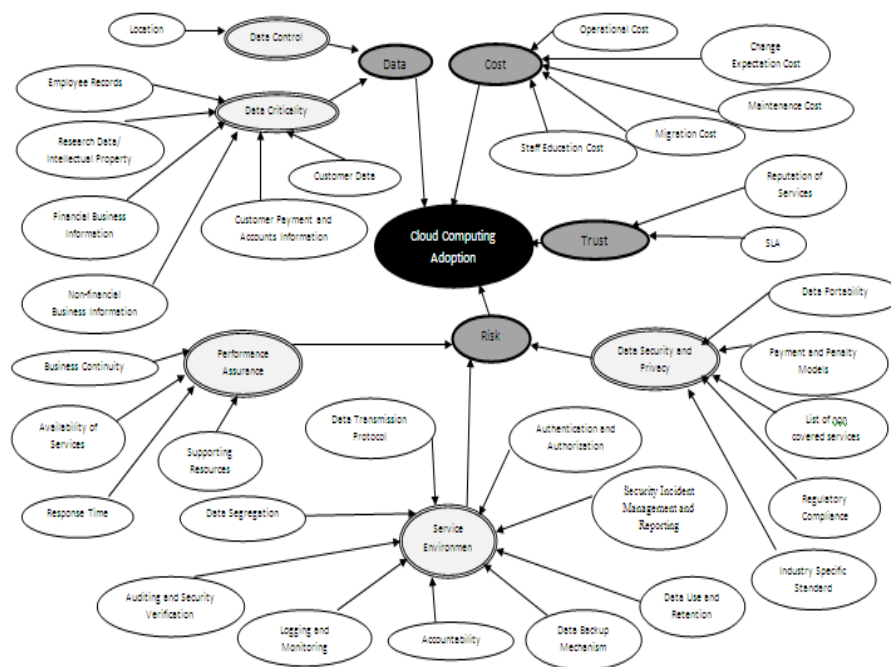 Location
Data Control
Operational Cost
Change
Expectation Cost
Data
Cost
Employee Records
Data Criticality
Maintenance Cost
Research Data/
Intellectual Property
Staff Education Cost
Migration Cost
Customer Data
Reputation of
Services
Financial Business
Information
Customer Payment and
Accounts Information
Cloud Computing
Adoption
Trust
SLA
Non-financial
Business Information
Data Portability
Risk
Business Continuity
Performance
Assurance
Data Security and
Privacy
Payment and Penalty
Models
Availability of
Services
Supporting
Resources
Data Transmission
Protocol
Authentication and
Authorization
List of
covered services
Response Time
Data Segregation
Security Incident
Management and
Reporting
Regulatory
Compliance
Service
Environmen
Industry Specific
Standard
Auditing and Security
Verification
Logging and
Monitoring
Accountability
Data Backup
Mechanism
Data Use and
Retention